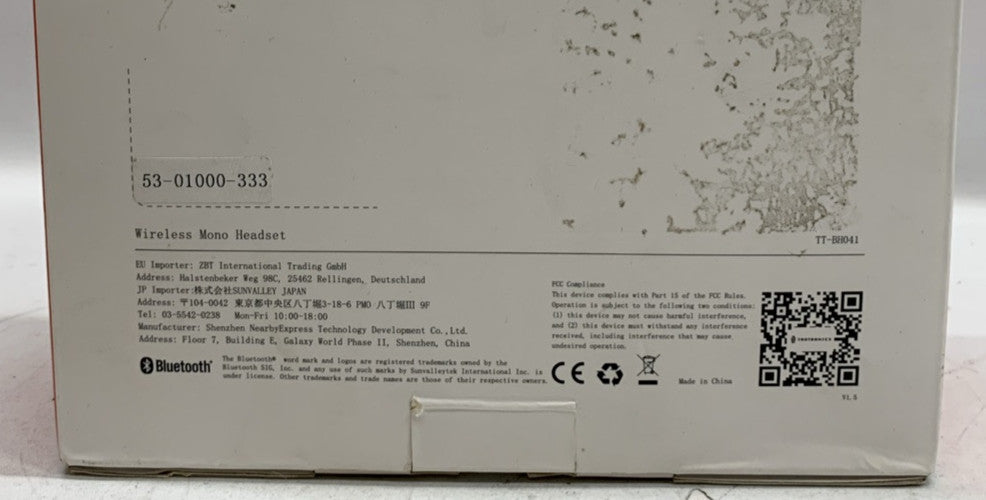 53-01000-333
Wireless Mono Headset
TT-BH041
EU Importer: ZBT International Trading GmbH
Address: Halstenbeker Weg 98C, 25462 Rellingen, Deutschland
JP Importer:株式会社SUNVALLEY JAPAN
Address: 〒104-0042 東京都中央区八丁堀3-18-6 PMO 八丁堀III 9F
Tel: 03-5542-0238 Mon-Fri 10:00-18:00
Manufacturer: Shenzhen NearbyExpress Technology Development Co.,Ltd.
Address: Floor 7, Building E, Galaxy World Phase II, Shenzhen, China
Bluetooth®
The Bluetooth® word mark and logos are registered trademarks owned by the
Bluetooth SIG, Inc. and any use of such marks by Sunvalleytek International Inc. is
under license. Other trademarks and trade names are those of their respective owners.
FCC Compliance
This device complies with Part 15 of the FCC Rules.
Operation is subject to the following two conditions:
(1) this device may not cause harmful interference,
and (2) this device must withstand any interference
received, including interference that may cause
undesired operation.
CE
Made in China
TAOTRONICS
V1.5